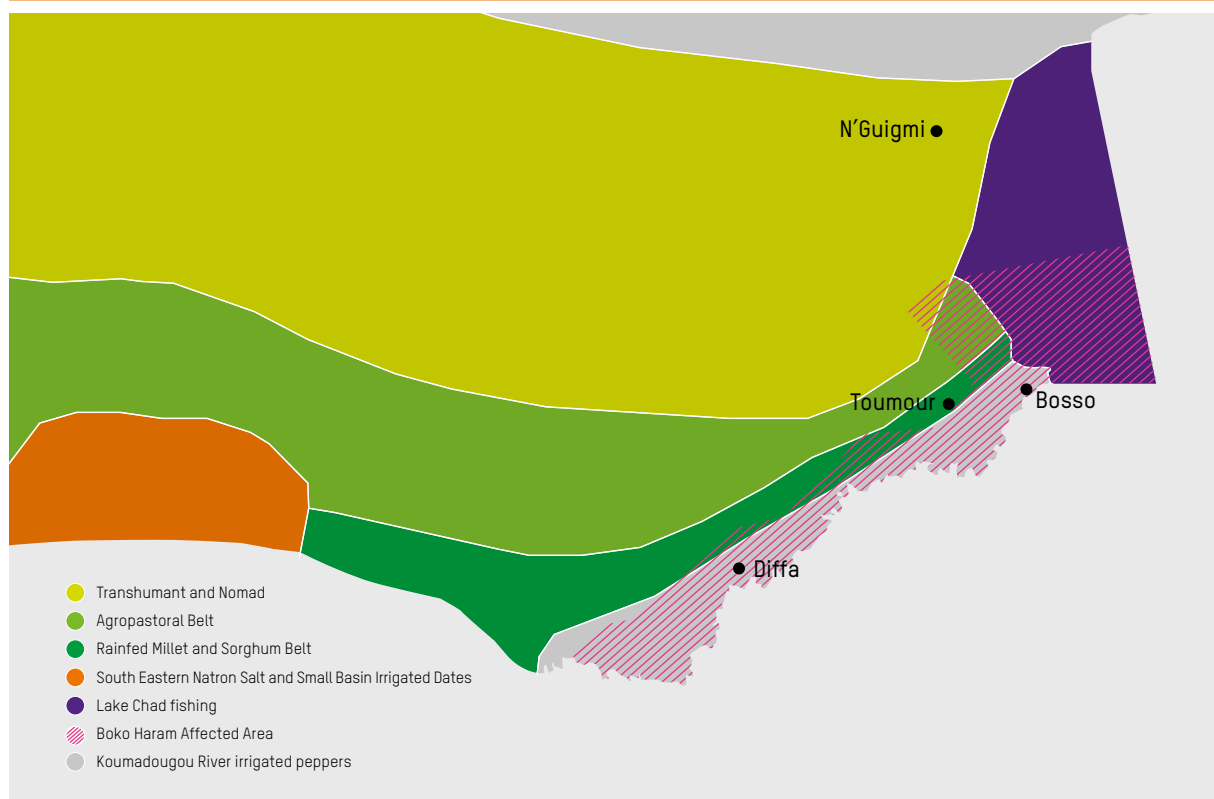 N'Guigmi
Toumour
Bosso
Diffa
Transhumant and Nomad
Agropastoral Belt
Rainfed Millet and Sorghum Belt
South Eastern Natron Salt and Small Basin Irrigated Dates
Lake Chad fishing
Boko Haram Affected Area
Koumadougou River irrigated peppers